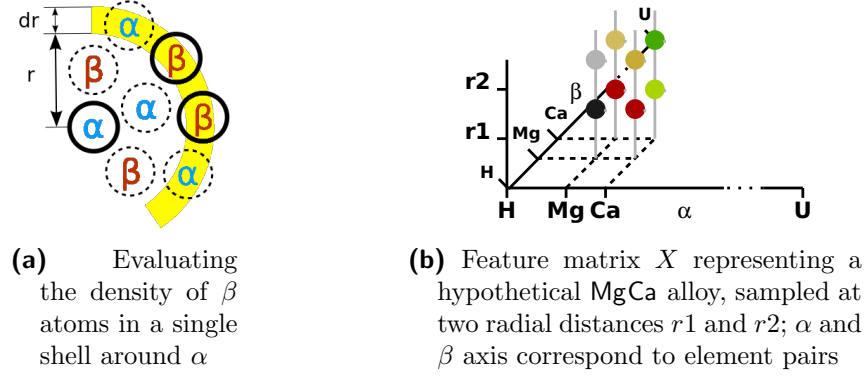 dr
α
r
β
β
α
α
β
β
α
U
r2
β
Ca
r1
Mg
H
H
Mg
Ca
α
U
(a) Evaluating
the density of β
atoms in a single
shell around α
(b) Feature matrix X representing a
hypothetical MgCa alloy, sampled at
two radial distances r1 and r2; α and
β axis correspond to element pairs